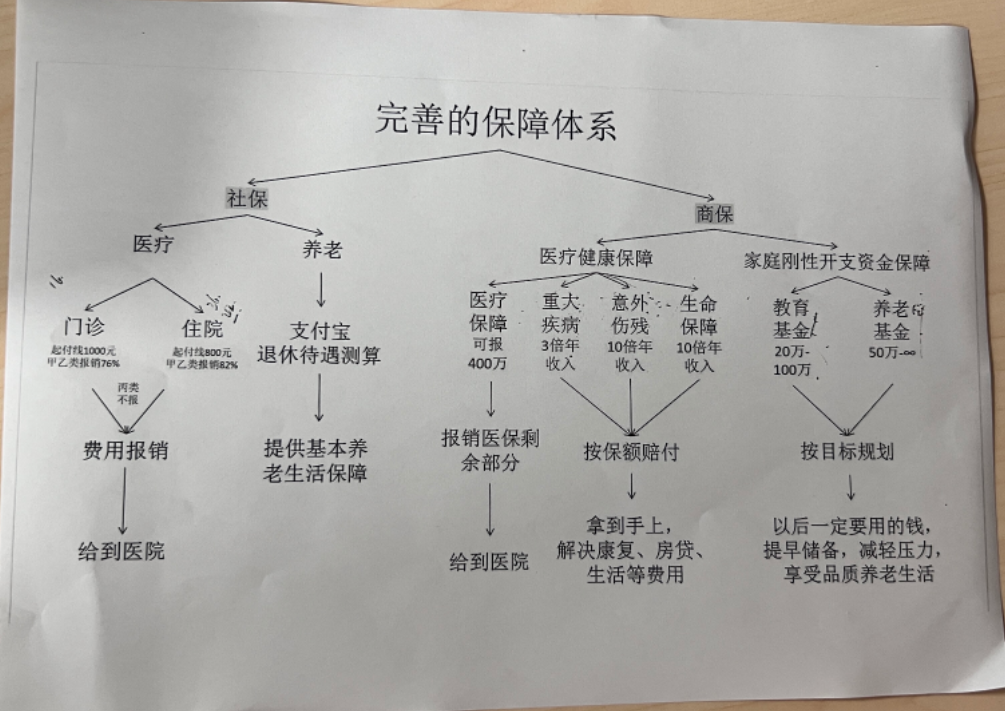 完善的保障体系
社保
商保
医疗
养老
医疗健康保障
家庭刚性开支资金保障
门诊
起付线1000元
甲乙类报销76%
住院
起付线800元
甲乙类报销82%
丙类
不报
费用报销
给到医院
支付宝
退休待遇测算
提供基本养
老生活保障
医疗
保障
可报
400万
报销医保剩
余部分
给到医院
重大
疾病
3倍年
收入
意外
伤残
10倍年
收入
生命
保障
10倍年
收入
按保额赔付
拿到手上，
解决康复、房贷、
生活等费用
教育
基金
20万-
100万
养老
基金
50万-∞
按目标规划
以后一定要用的钱，
提早储备，减轻压力，
享受品质养老生活